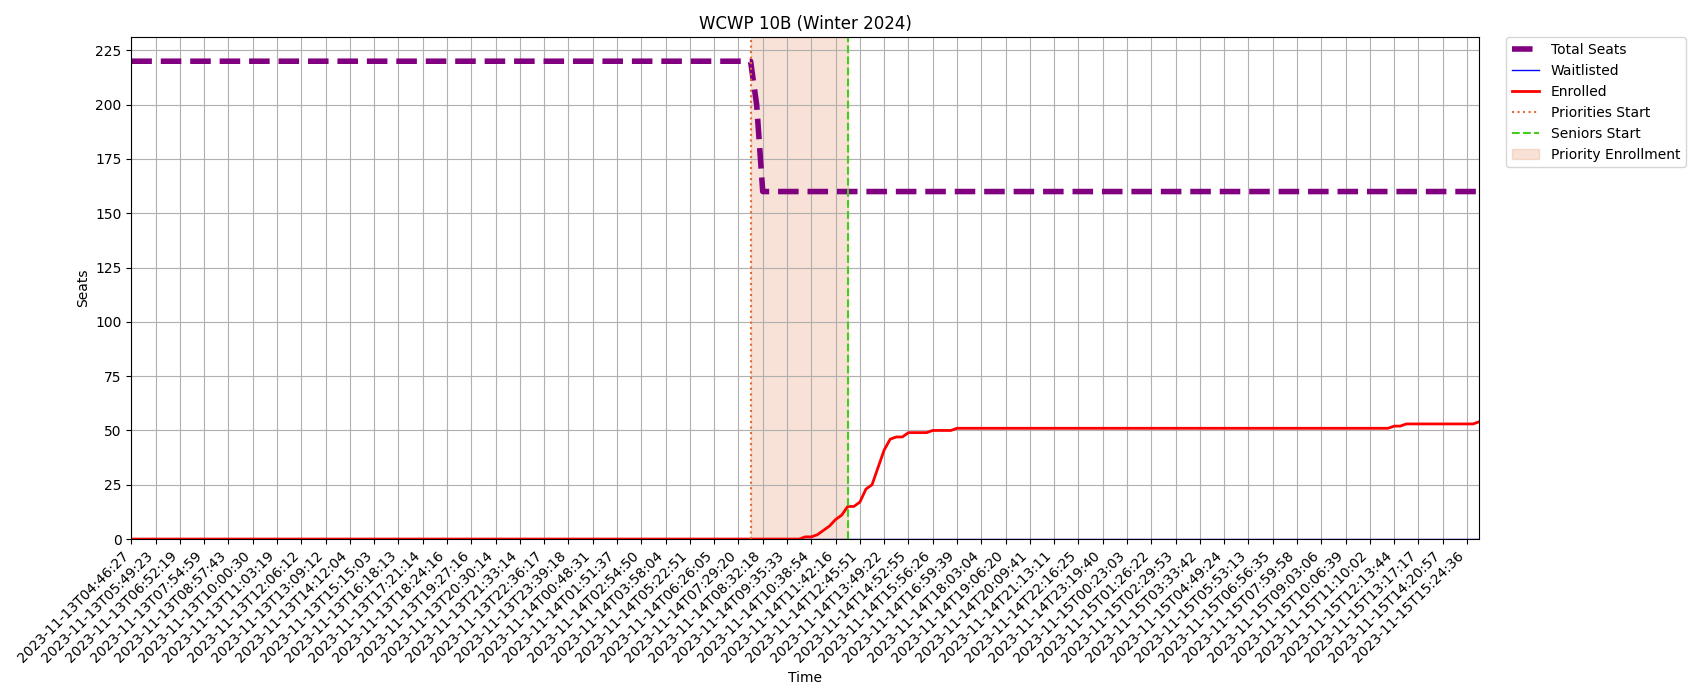 WCWP 10B (Winter 2024)
Total Seats
Waitlisted
Enrolled
Priorities Start
Seniors Start
Priority Enrollment
Seats
225
200
175
150
125
100
75
50
25
0
2023-11-13T04:46:27
2023-11-13T05:49:23
2023-11-13T06:52:19
2023-11-13T07:54:59
2023-11-13T08:57:43
2023-11-13T10:00:30
2023-11-13T11:03:19
2023-11-13T12:06:12
2023-11-13T13:09:12
2023-11-13T14:12:04
2023-11-13T15:15:03
2023-11-13T16:18:13
2023-11-13T17:21:14
2023-11-13T18:24:16
2023-11-13T19:27:16
2023-11-13T20:30:14
2023-11-13T21:33:14
2023-11-13T22:36:17
2023-11-13T23:39:18
2023-11-14T00:48:31
2023-11-14T01:51:37
2023-11-14T02:54:50
2023-11-14T03:58:04
2023-11-14T05:22:51
2023-11-14T06:26:05
2023-11-14T07:29:20
2023-11-14T08:32:18
2023-11-14T09:35:33
2023-11-14T10:38:54
2023-11-14T11:42:16
2023-11-14T12:45:51
2023-11-14T13:49:22
2023-11-14T14:52:55
2023-11-14T15:56:26
2023-11-14T16:59:39
2023-11-14T18:03:04
2023-11-14T19:06:20
2023-11-14T20:09:41
2023-11-14T21:13:11
2023-11-14T22:16:25
2023-11-14T23:19:40
2023-11-15T00:23:03
2023-11-15T01:26:22
2023-11-15T02:29:53
2023-11-15T03:33:42
2023-11-15T04:49:24
2023-11-15T05:53:13
2023-11-15T06:56:35
2023-11-15T07:59:58
2023-11-15T09:03:06
2023-11-15T10:06:39
2023-11-15T11:10:02
2023-11-15T12:13:44
2023-11-15T13:17:17
2023-11-15T14:20:57
2023-11-15T15:24:36
Time